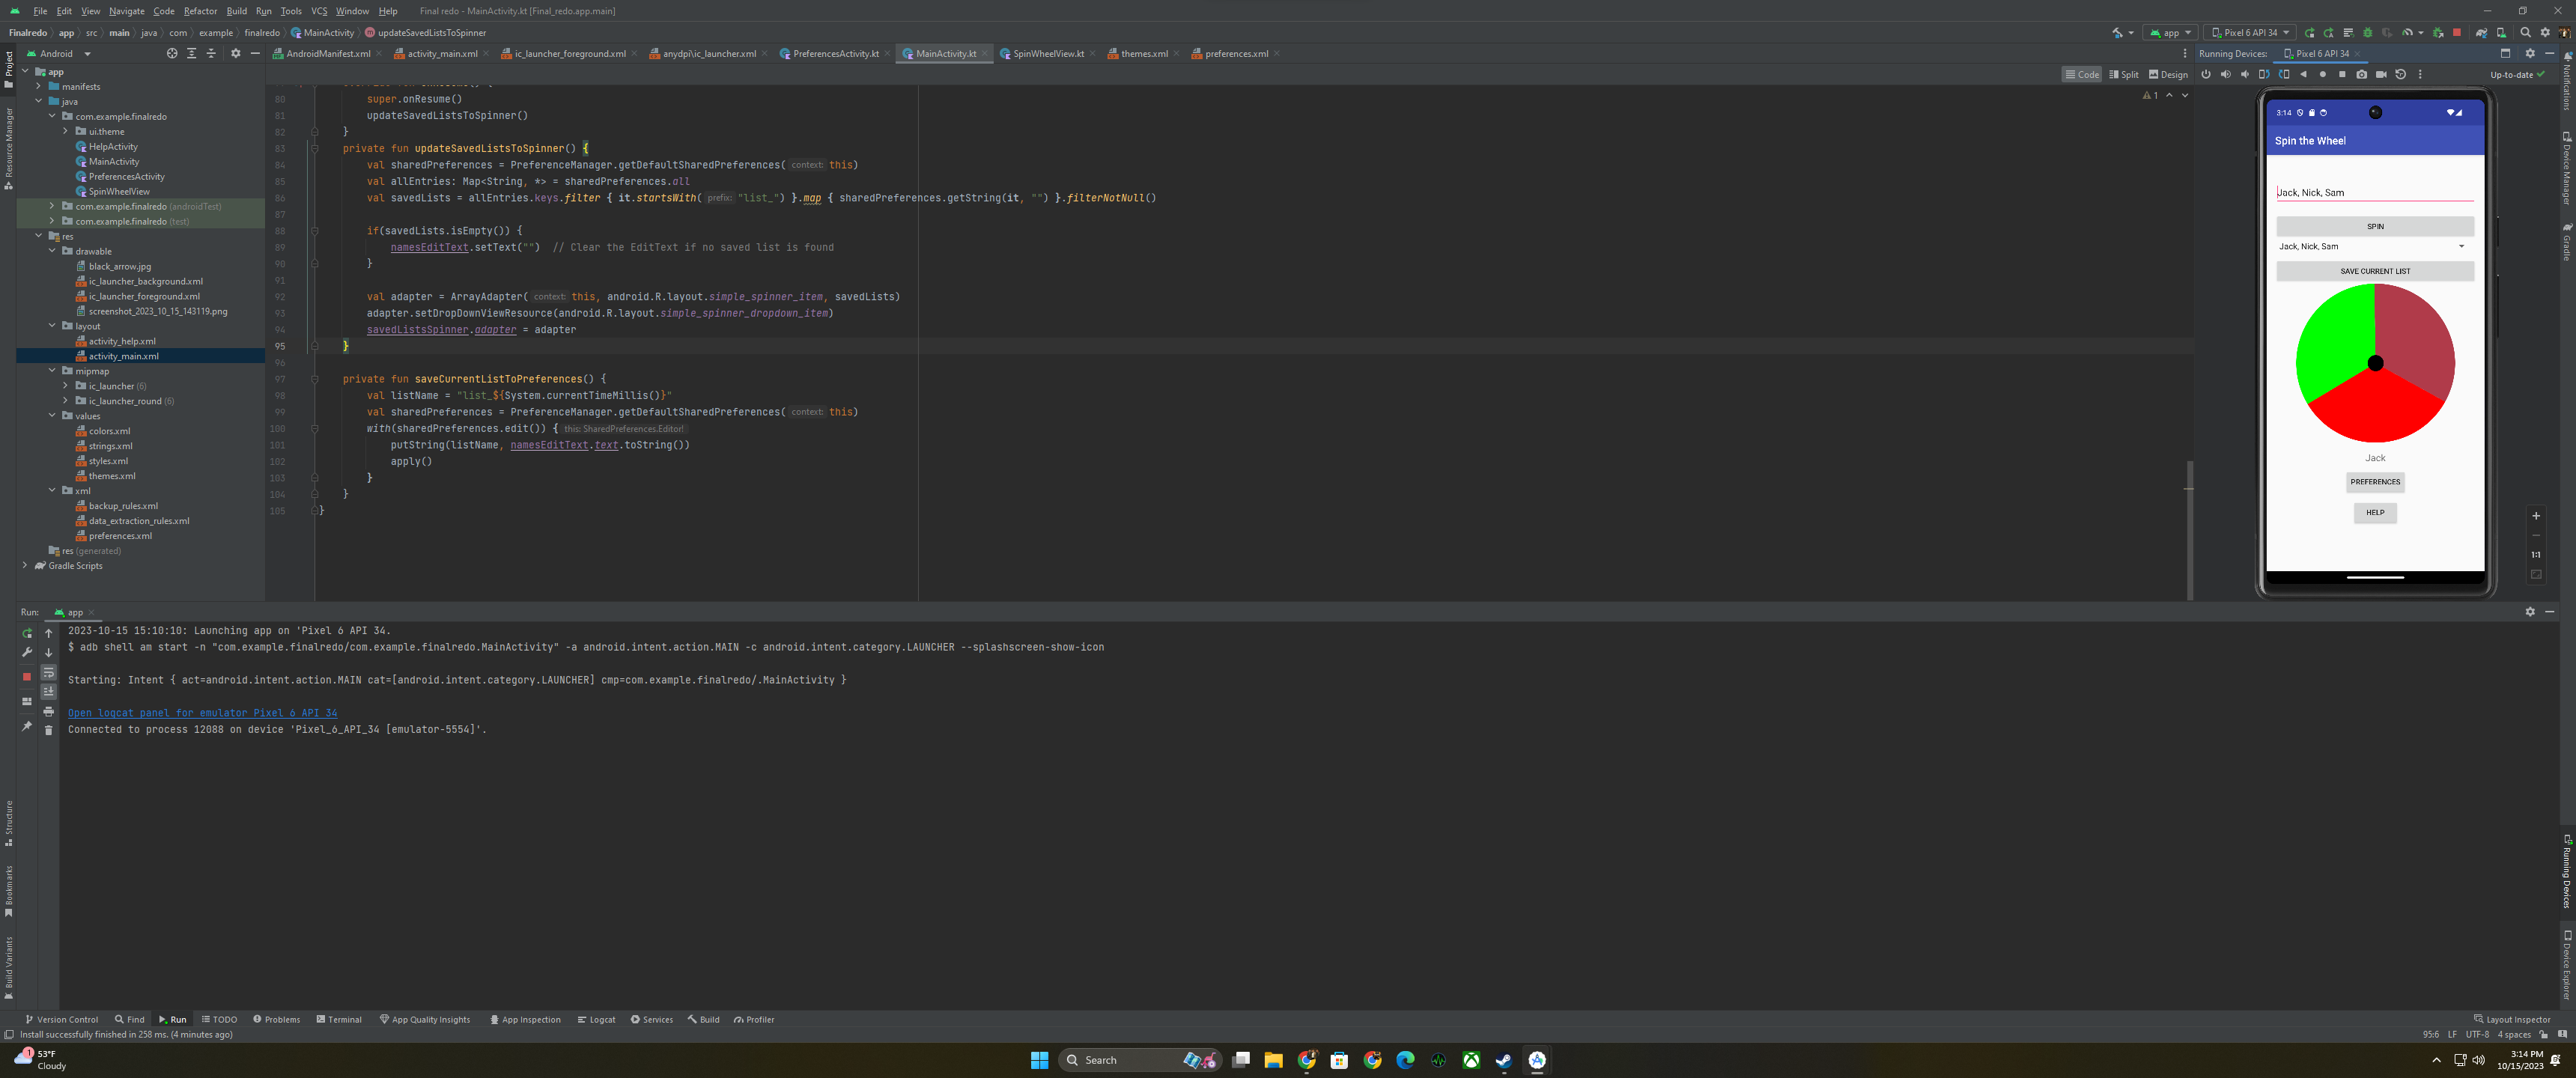 File Edit View Navigate Code Refactor Build Run Tools VCS Window Help Final redo - MainActivity.kt [Final_redo.app.main]
Finalredo app src main java com example finalredo MainActivity updateSavedListsToSpinner app Pixel 6 API 34
Android AndroidManifest.xml activity_main.xml ic_launcher_foreground.xml anydpi\ic_launcher.xml PreferencesActivity.kt MainActivity.kt SpinWheelView.kt themes.xml preferences.xml Running Devices: Pixel 6 API 34
Code Split Design Up-to-date
Project
Resource Manager
app
manifests
java
com.example.finalredo
ui.theme
HelpActivity
MainActivity
PreferencesActivity
SpinWheelView
com.example.finalredo (androidTest)
com.example.finalredo (test)
res
drawable
black_arrow.jpg
ic_launcher_background.xml
ic_launcher_foreground.xml
screenshot_2023_10_15_143119.png
layout
activity_help.xml
activity_main.xml
mipmap
ic_launcher (6)
ic_launcher_round (6)
values
colors.xml
strings.xml
styles.xml
themes.xml
xml
backup_rules.xml
data_extraction_rules.xml
preferences.xml
res (generated)
Gradle Scripts
1
80 super.onResume()
81 updateSavedListsToSpinner()
82 }
83 private fun updateSavedListsToSpinner() {
84 val sharedPreferences = PreferenceManager.getDefaultSharedPreferences( context: this)
85 val allEntries: Map<String, *> = sharedPreferences.all
86 val savedLists = allEntries.keys.filter { it.startsWith( prefix: "list_") }.map { sharedPreferences.getString(it, "") }.filterNotNull()
87
88 if(savedLists.isEmpty()) {
89 namesEditText.setText("") // Clear the EditText if no saved list is found
90 }
91
92 val adapter = ArrayAdapter( context: this, android.R.layout.simple_spinner_item, savedLists)
93 adapter.setDropDownViewResource(android.R.layout.simple_spinner_dropdown_item)
94 savedListsSpinner.adapter = adapter
95 }
96
97 private fun saveCurrentListToPreferences() {
98 val listName = "list_${System.currentTimeMillis()}"
99 val sharedPreferences = PreferenceManager.getDefaultSharedPreferences( context: this)
100 with(sharedPreferences.edit()) { this: SharedPreferences.Editor!
101 putString(listName, namesEditText.text.toString())
102 apply()
103 }
104 }
105 }
3:14
Spin the Wheel
Jack, Nick, Sam
SPIN
Jack, Nick, Sam
SAVE CURRENT LIST
Jack
PREFERENCES
HELP
1:1
Notifications
Device Manager
Gradle
Running Devices
Device Explorer
Run: app
2023-10-15 15:10:10: Launching app on 'Pixel 6 API 34.
$ adb shell am start -n "com.example.finalredo/com.example.finalredo.MainActivity" -a android.intent.action.MAIN -c android.intent.category.LAUNCHER --splashscreen-show-icon
Starting: Intent { act=android.intent.action.MAIN cat=[android.intent.category.LAUNCHER] cmp=com.example.finalredo/.MainActivity }
Open logcat panel for emulator Pixel 6 API 34
Connected to process 12088 on device 'Pixel_6_API_34 [emulator-5554]'.
Structure
Bookmarks
Build Variants
Version Control Find Run TODO Problems Terminal App Quality Insights App Inspection Logcat Services Build Profiler Layout Inspector
Install successfully finished in 258 ms. (4 minutes ago) 95:6 LF UTF-8 4 spaces
1
53°F
Cloudy
Search
3:14 PM
10/15/2023